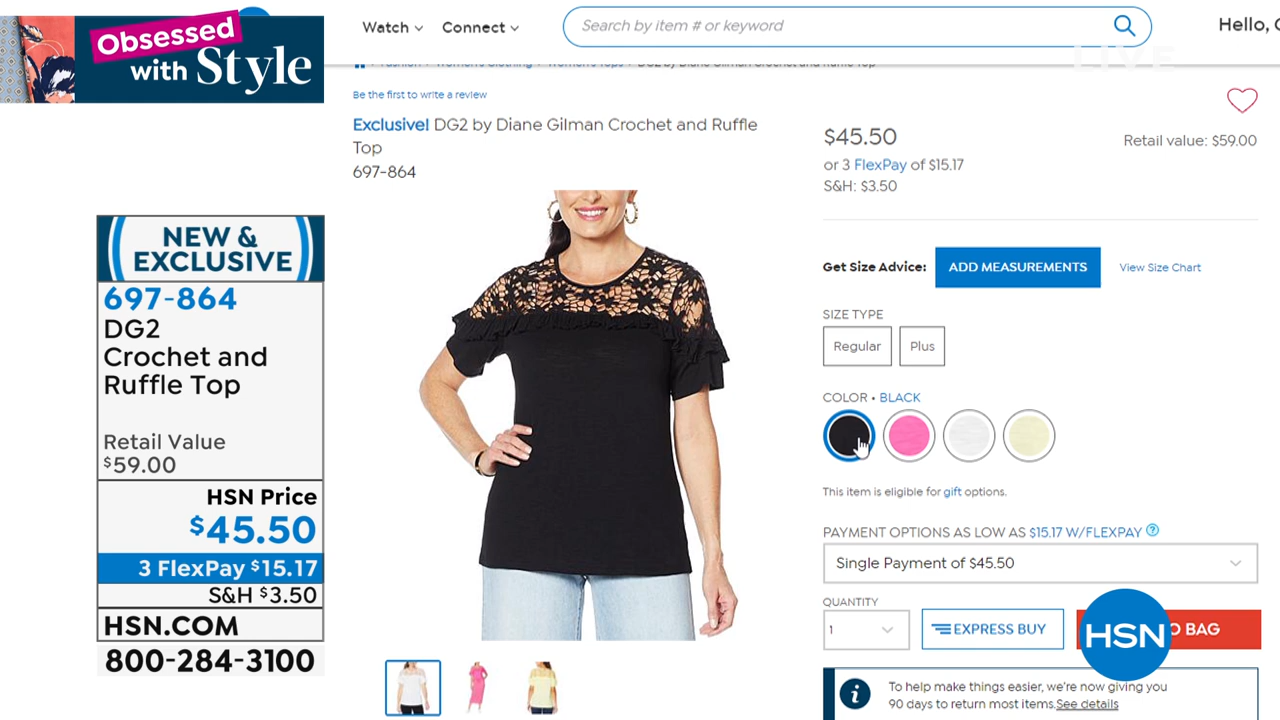 Obsessed
with Style
NEW &
EXCLUSIVE
697-864
DG2
Crochet and
Ruffle Top
Retail Value
$59.00
HSN Price
$45.50
3 FlexPay $15.17
S&H $3.50
HSN.COM
800-284-3100
Watch
Connect
Search by item # or keyword
Hello,
LIVE
Be the first to write a review
Exclusive! DG2 by Diane Gilman Crochet and Ruffle
Top
697-864
$45.50
Retail value: $59.00
or 3 FlexPay of $15.17
S&H: $3.50
Get Size Advice: ADD MEASUREMENTS View Size Chart
SIZE TYPE
Regular Plus
COLOR • BLACK
This item is eligible for gift options.
PAYMENT OPTIONS AS LOW AS $15.17 W/FLEXPAY ?
Single Payment of $45.50
QUANTITY
1
EXPRESS BUY
O BAG
HSN
To help make things easier, we're now giving you
90 days to return most items. See details